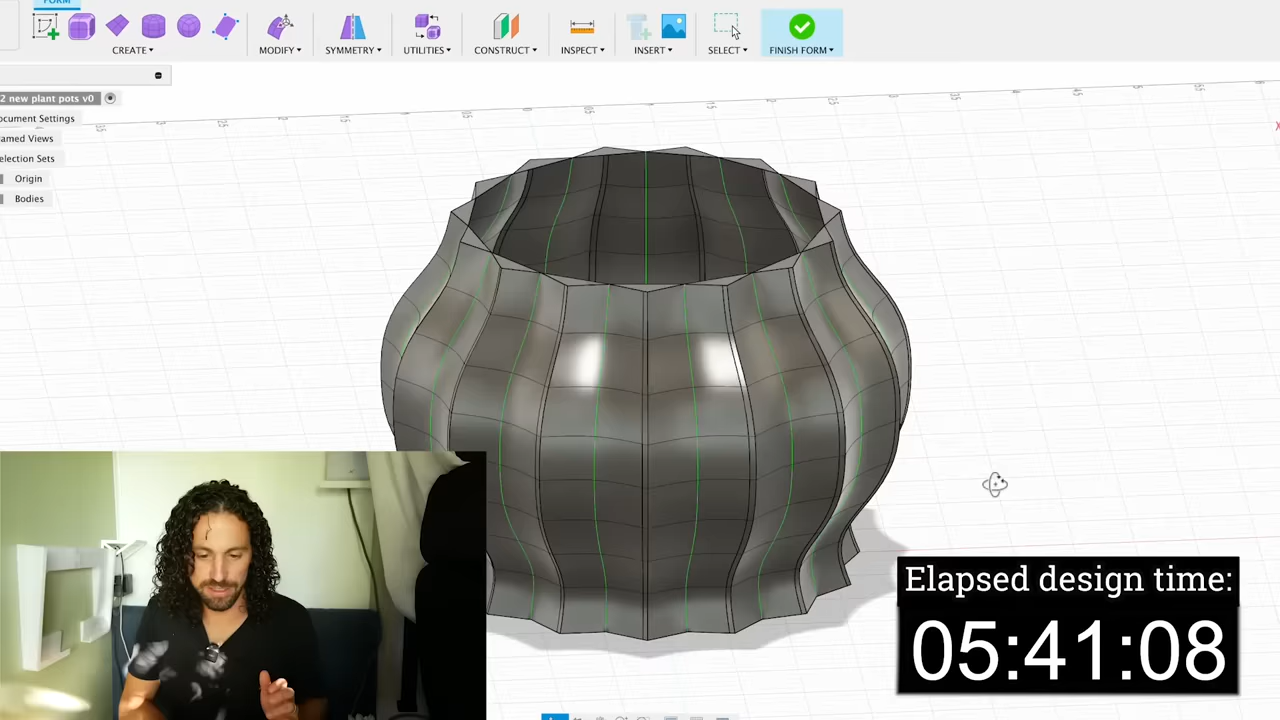 FORM
CREATE
MODIFY
SYMMETRY
UTILITIES
CONSTRUCT
INSPECT
INSERT
SELECT
FINISH FORM
2 new plant pots v0
ocument Settings
amed Views
election Sets
Origin
Bodies
Elapsed design time:
05:41:08